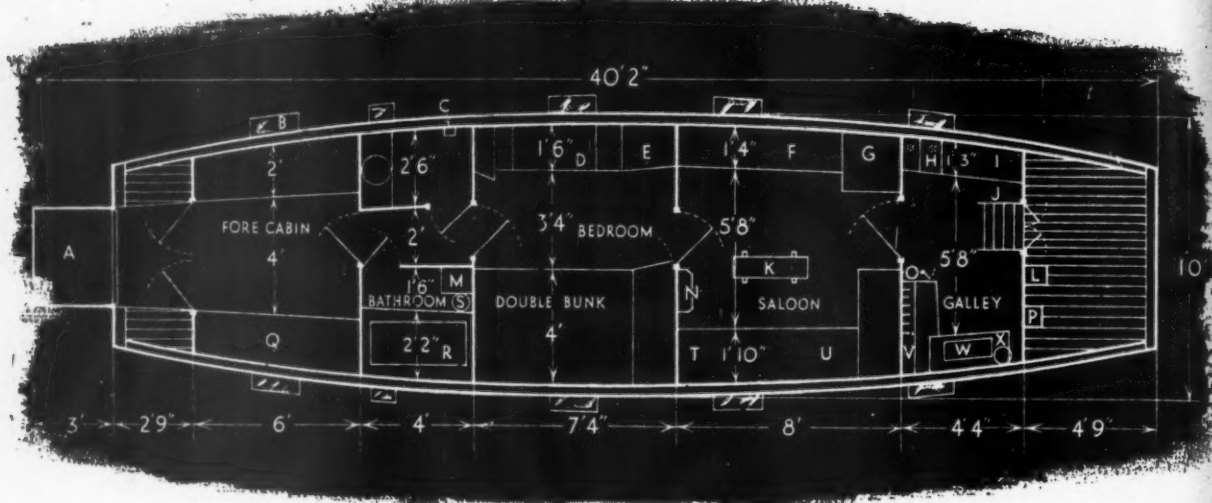 40' 2"
C
B
2'
2' 6"
1' 6"
D
E
1' 4"
F
G
H
1' 3"
I
J
A
FORE CABIN
4'
2'
3' 4"
BEDROOM
5' 8"
K
5' 8"
L
10'
1' 6"
M
BATHROOM
S
DOUBLE BUNK
4'
N
SALOON
O
GALLEY
P
Q
2' 2"
R
T
1' 10"
U
V
W
X
3'
2' 9"
6'
4'
7' 4"
8'
4' 4"
4' 9"